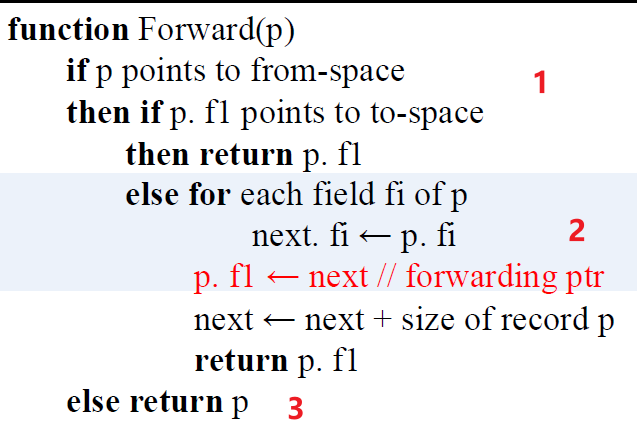 function Forward(p)
if p points to from-space 1
then if p. f1 points to to-space
then return p. f1
else for each field fi of p
next. fi ← p. fi 2
p. f1 ← next // forwarding ptr
next ← next + size of record p
return p. f1
else return p 3